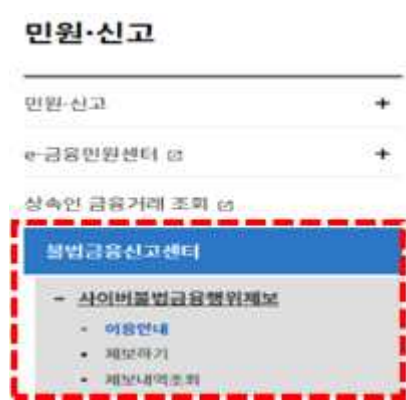 민원·신고
민원·신고 +
e-금융민원센터
+
상속인 금융거래 조회
불법금융신고센터
- 사이버불법금융행위제보
- 이용안내
• 제보하기
• 제보내역조회